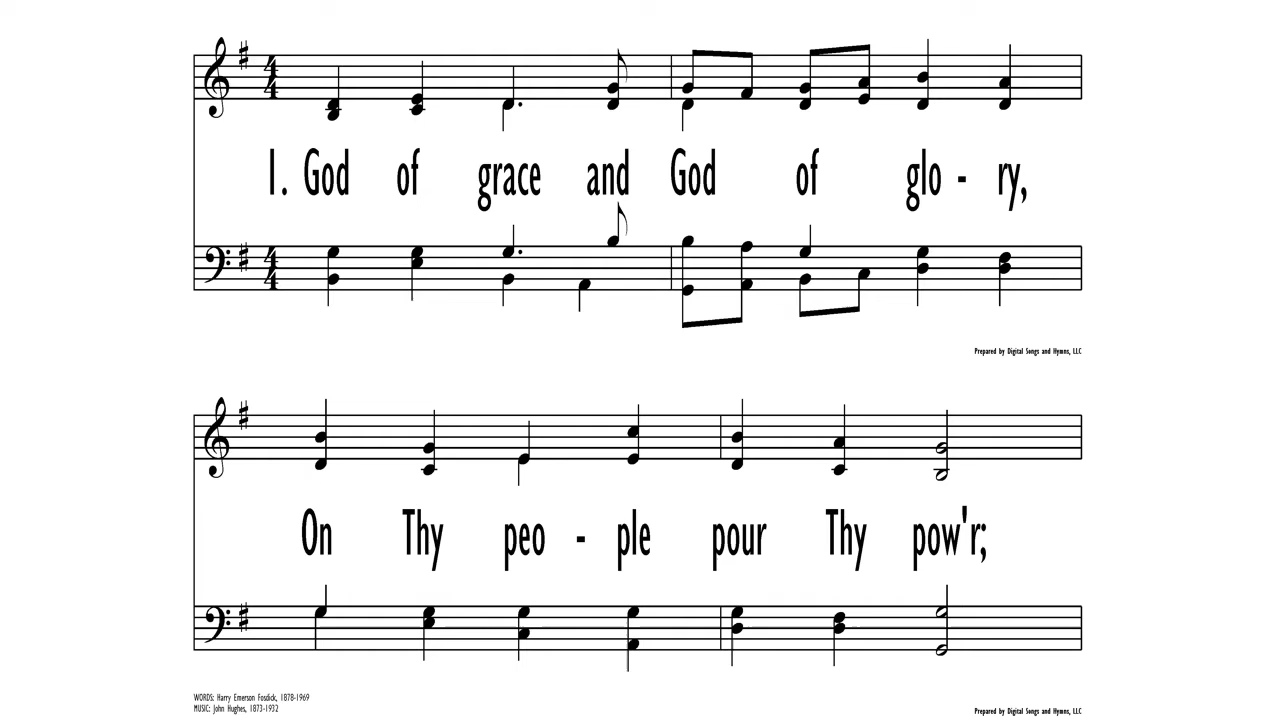 1. God of grace and God of glo - ry,
Prepared by Digital Songs and Hymns, LLC
On Thy peo - ple pour Thy pow'r;
WORDS: Harry Emerson Fosdick, 1878-1969
MUSIC: John Hughes, 1873-1932
Prepared by Digital Songs and Hymns, LLC